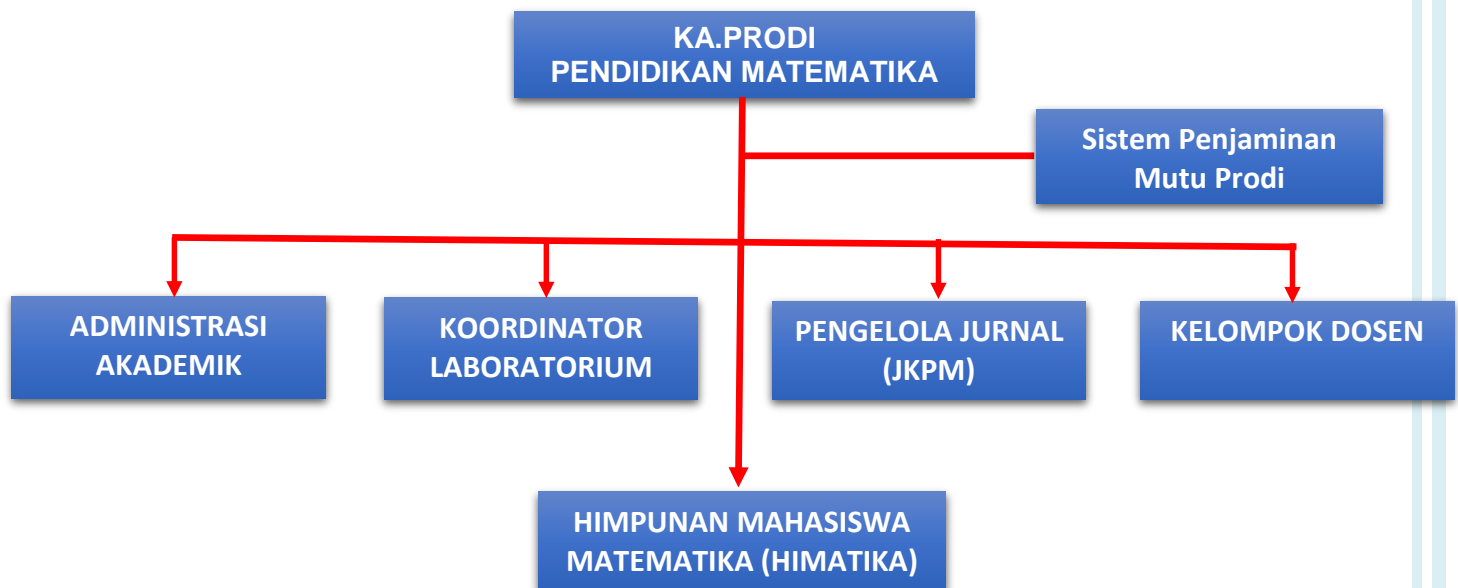 KA.PRODI
PENDIDIKAN MATEMATIKA
Sistem Penjaminan
Mutu Prodi
ADMINISTRASI
AKADEMIK
KOORDINATOR
LABORATORIUM
PENGELOLA JURNAL
(JKPM)
KELOMPOK DOSEN
HIMPUNAN MAHASISWA
MATEMATIKA (HIMATIKA)